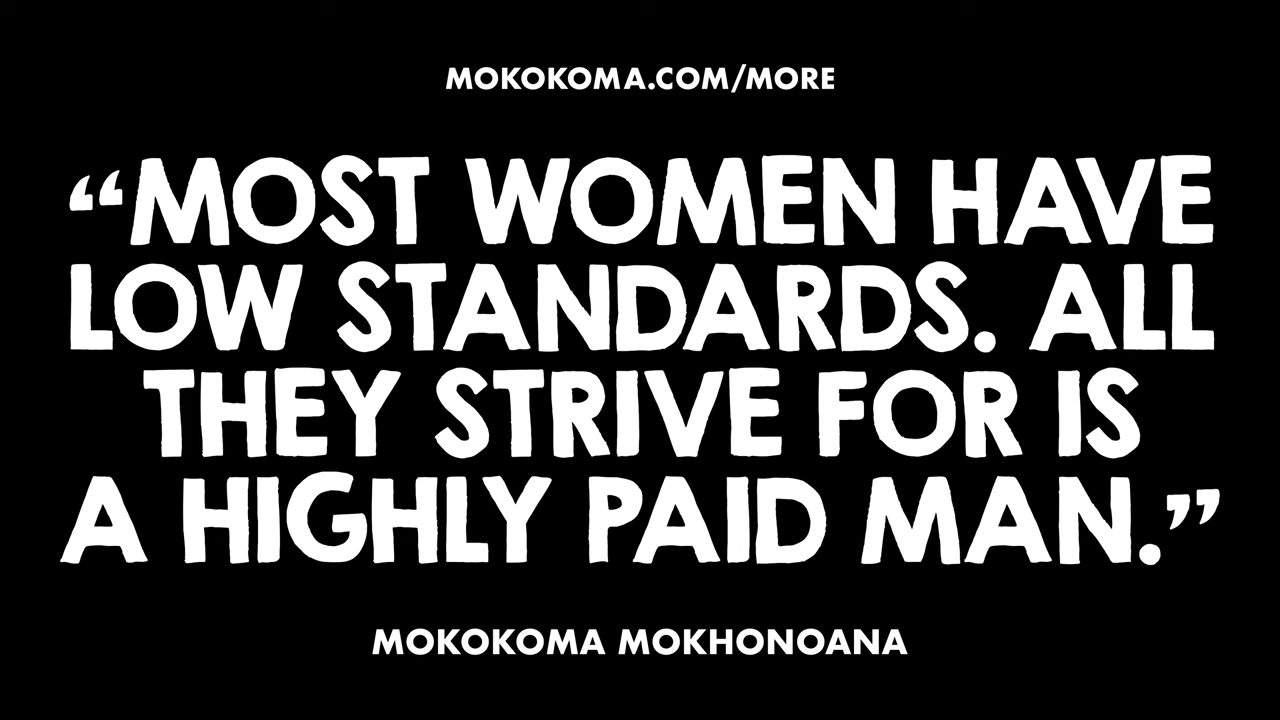 MOKOKOMA.COM/MORE
“MOST WOMEN HAVE
LOW STANDARDS. ALL
THEY STRIVE FOR IS
A HIGHLY PAID MAN.”
MOKOKOMA MOKHONOANA